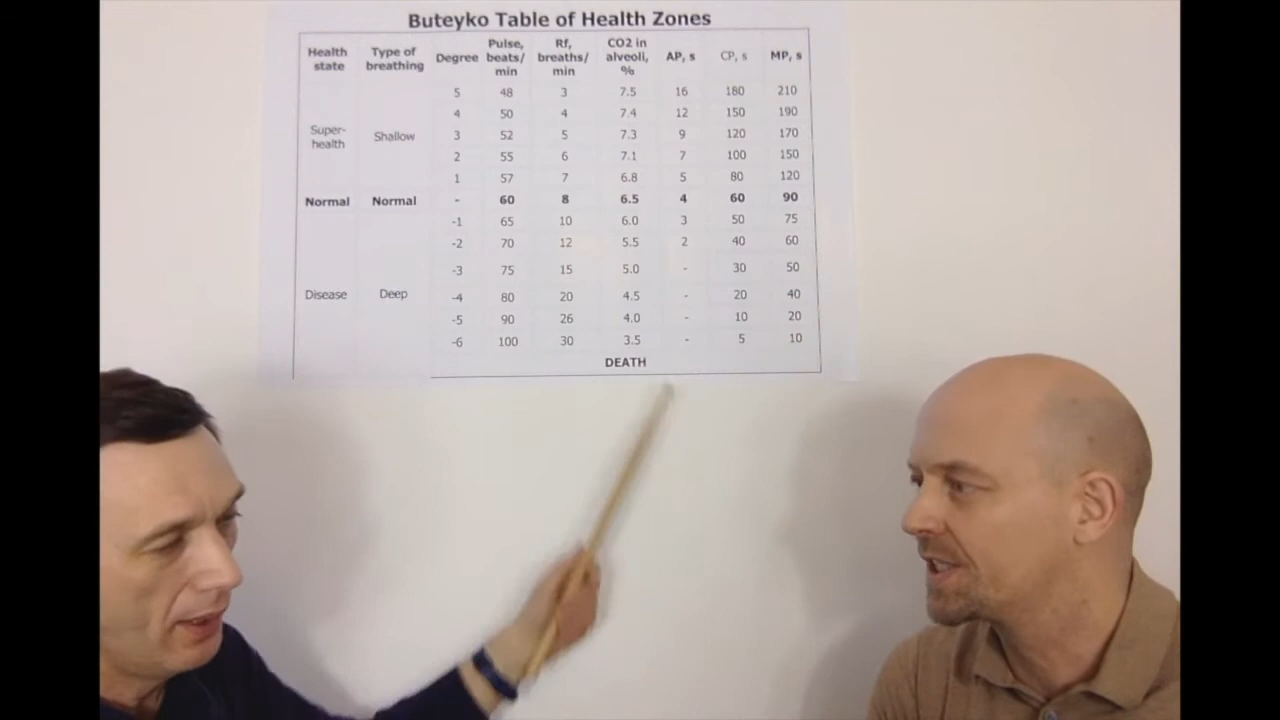 Buteyko Table of Health Zones
Health state Type of breathing Degree Pulse, beats/ min Rf, breaths/ min CO2 in alveoli, % AP, s CP, s MP, s
5 48 3 7.5 16 180 210
4 50 4 7.4 12 150 190
Super-health Shallow 3 52 5 7.3 9 120 170
2 55 6 7.1 7 100 150
1 57 7 6.8 5 80 120
Normal Normal - 60 8 6.5 4 60 90
-1 65 10 6.0 3 50 75
-2 70 12 5.5 2 40 60
-3 75 15 5.0 - 30 50
Disease Deep -4 80 20 4.5 - 20 40
-5 90 26 4.0 - 10 20
-6 100 30 3.5 - 5 10
DEATH